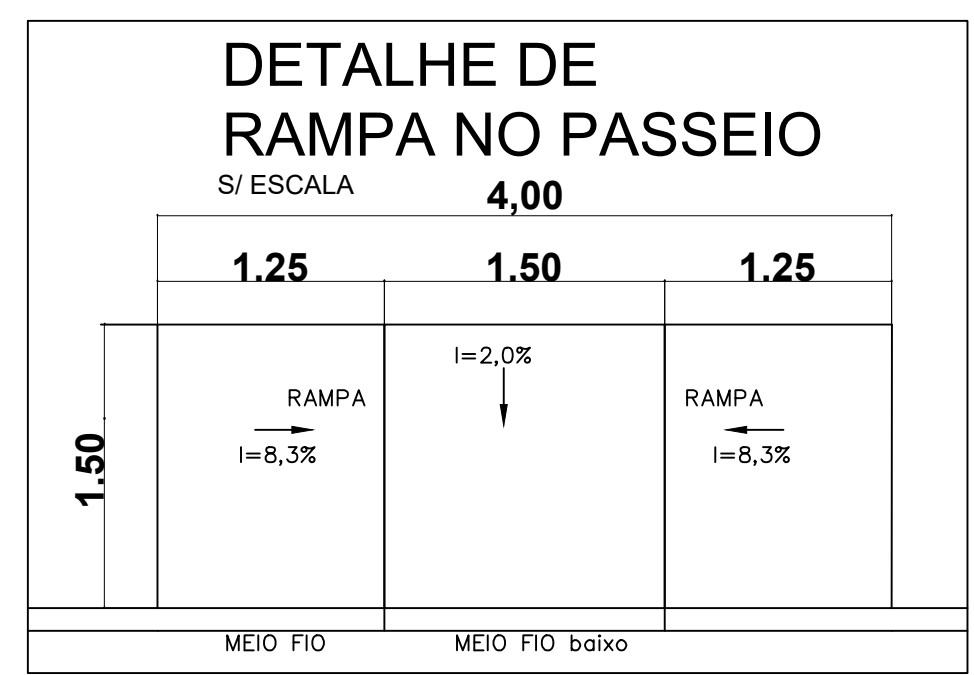 DETALHE DE
RAMPA NO PASSEIO
S/ ESCALA
4,00
1.25 1.50 1.25
I=2,0%
RAMPA RAMPA
I=8,3% I=8,3%
1.50
MEIO FIO MEIO FIO baixo